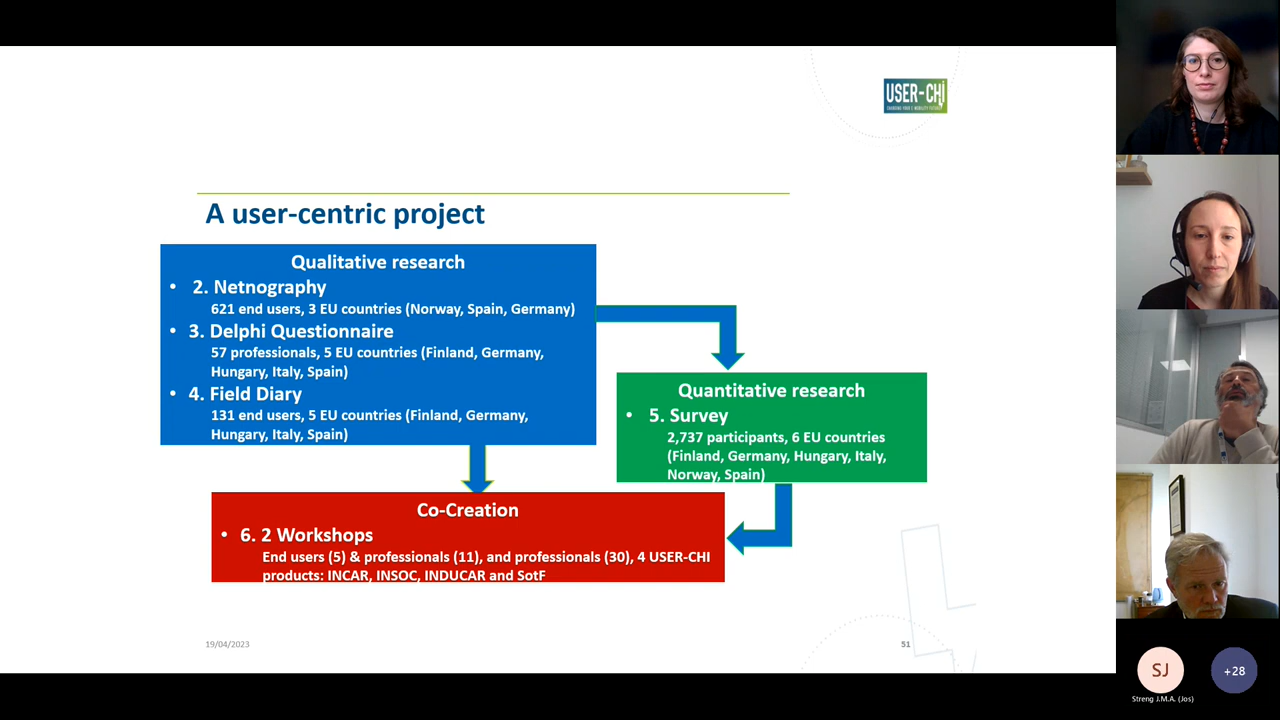 USER-CHI
A user-centric project
Qualitative research
• 2. Netnography
621 end users, 3 EU countries (Norway, Spain, Germany)
• 3. Delphi Questionnaire
57 professionals, 5 EU countries (Finland, Germany,
Hungary, Italy, Spain)
• 4. Field Diary
131 end users, 5 EU countries (Finland, Germany,
Hungary, Italy, Spain)
Quantitative research
• 5. Survey
2,737 participants, 6 EU countries
(Finland, Germany, Hungary, Italy,
Norway, Spain)
Co-Creation
• 6. 2 Workshops
End users (5) & professionals (11), and professionals (30), 4 USER-CHI
products: INCAR, INSOC, INDUCAR and SotF
19/04/2023
51
SJ
+28
Streng J.M.A. (Jos)